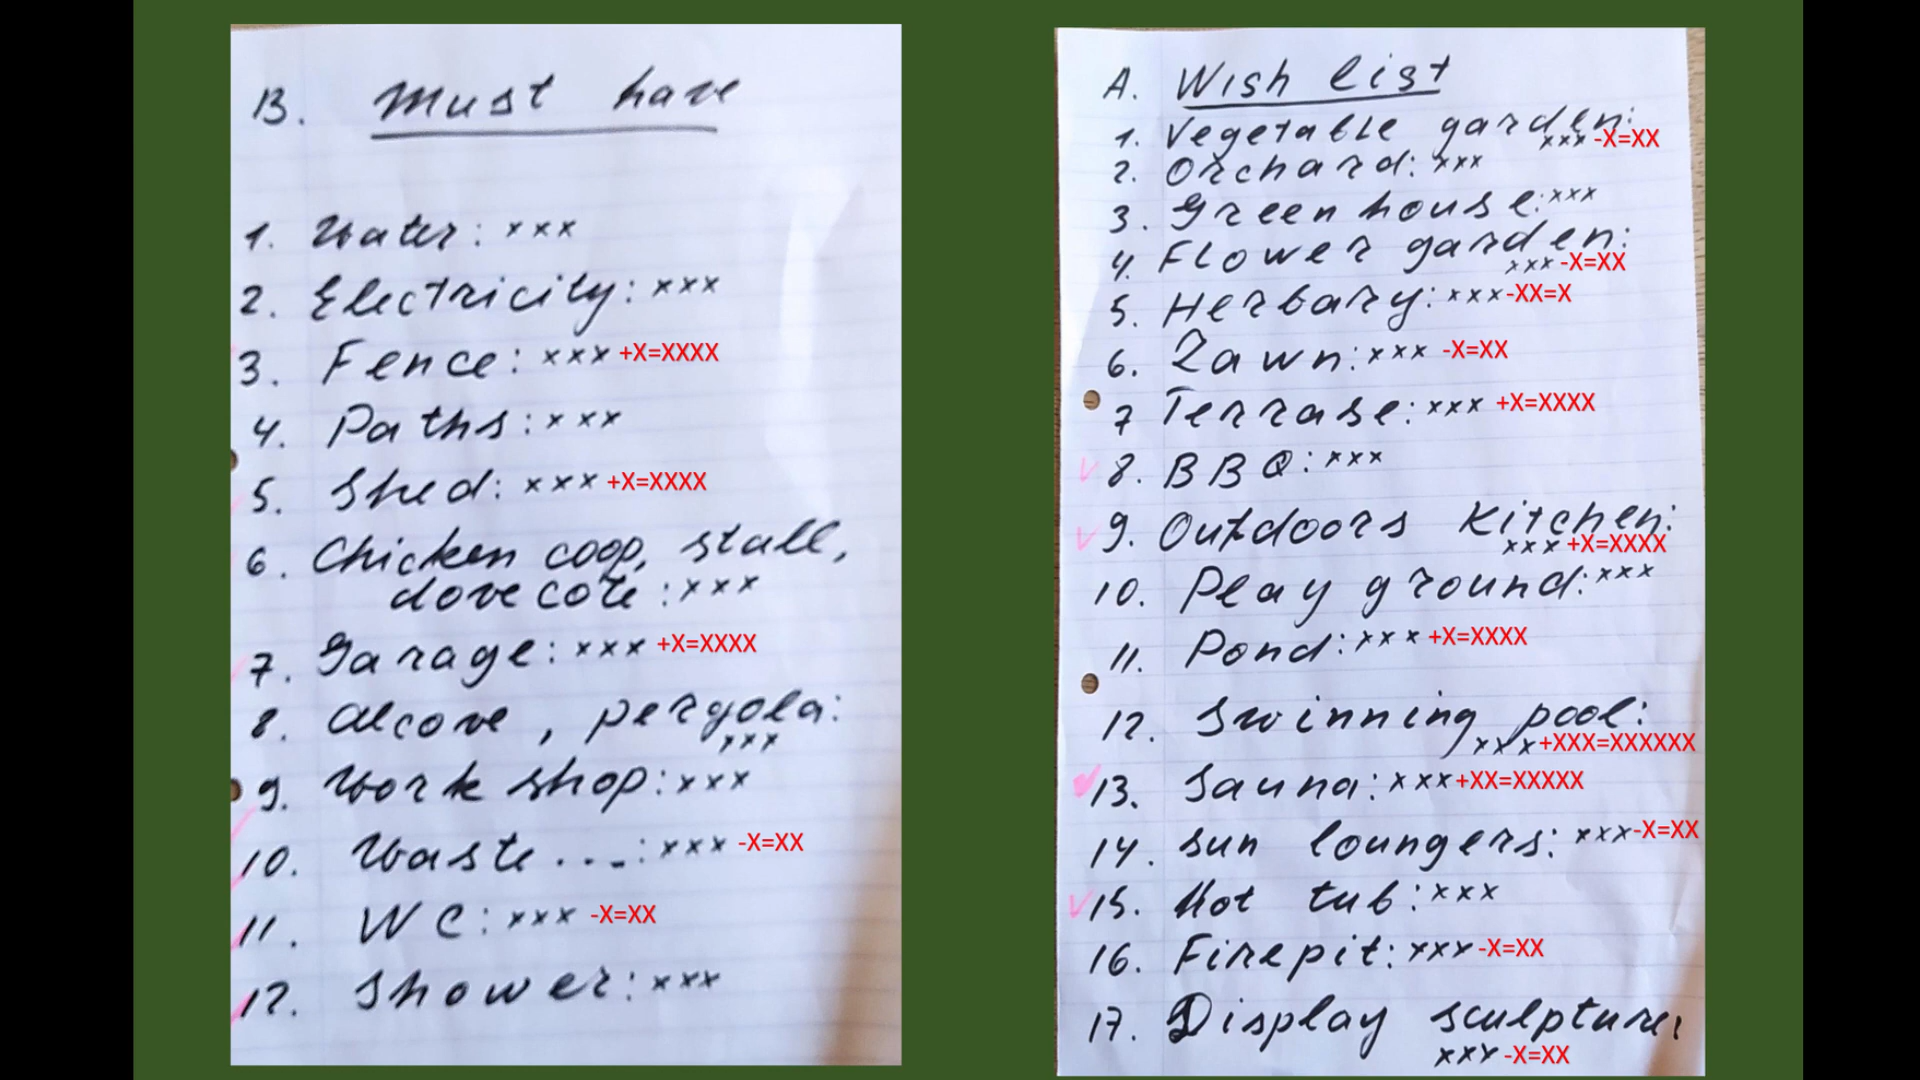 B. Must have
1. Water: xxx
2. Electricity: xxx
3. Fence: xxx +X=XXXX
4. Paths: xxx
5. Shed: xxx +X=XXXX
6. Chicken coop, stall,
dove cote: xxx
7. Garage: xxx +X=XXXX
8. Alcove, pergola:
xxx
9. Work shop: xxx
10. Waste ...: xxx -X=XX
11. WC: xxx -X=XX
12. Shower: xxx
A. Wish list
1. Vegetable garden:
xxx -X=XX
2. Orchard: xxx
3. Greenhouse: xxx
4. Flower garden:
xxx -X=XX
5. Herbary: xxx -XX=X
6. Lawn: xxx -X=XX
7 Terrase: xxx +X=XXXX
8. BBQ: xxx
9. Outdoors kitchen:
xxx +X=XXXX
10. Play ground: xxx
11. Pond: xxx +X=XXXX
12. Swinning pool:
xxx +XXX=XXXXXX
13. Sauna: xxx +XX=XXXXX
14. sun loungers: xxx -X=XX
15. Hot tub: xxx
16. Firepit: xxx -X=XX
17. Display sculpture:
xxx -X=XX